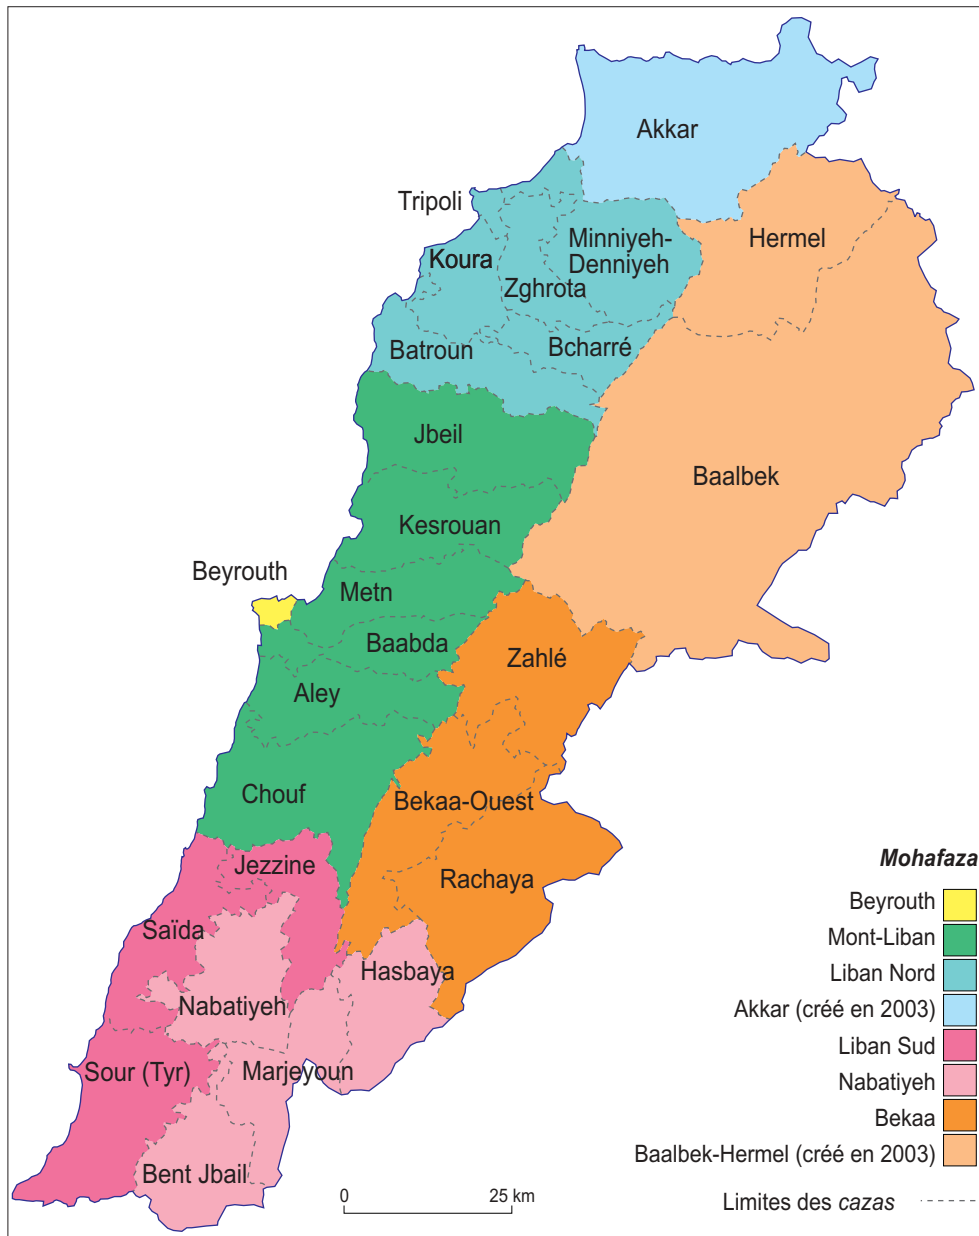 Akkar
Tripoli
Hermel
Minniyeh-
Denniyeh
Koura
Zghrota
Batroun
Bcharré
Jbeil
Baalbek
Kesrouan
Beyrouth
Metn
Baabda
Zahlé
Aley
Chouf
Bekaa-Ouest
Jezzine
Rachaya
Saïda
Hasbaya
Nabatiyeh
Sour (Tyr)
Marjeyoun
Bent Jbail
0 25 km
Mohafaza
Beyrouth
Mont-Liban
Liban Nord
Akkar (créé en 2003)
Liban Sud
Nabatiyeh
Bekaa
Baalbek-Hermel (créé en 2003)
Limites des cazas